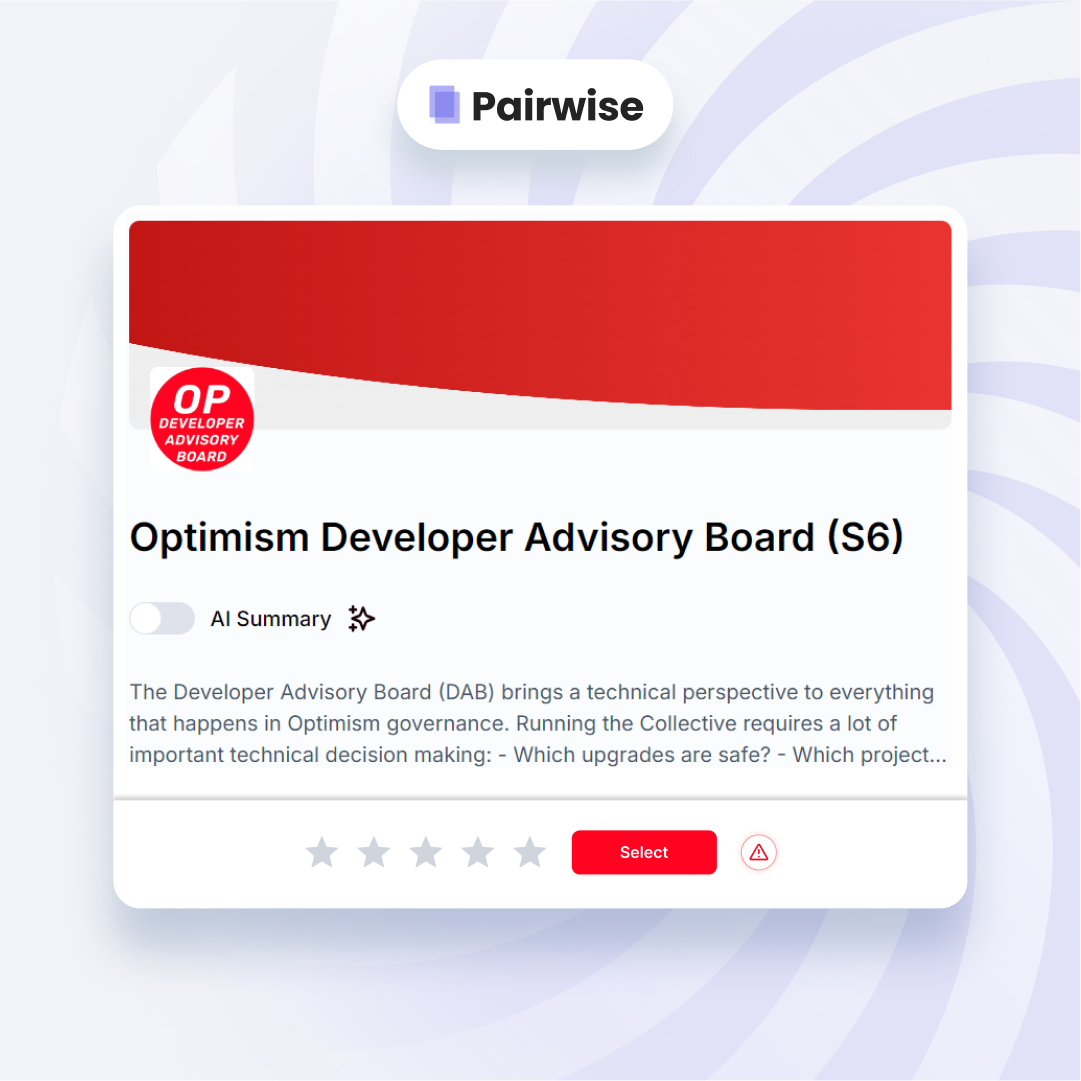 Pairwise
OP
DEVELOPER
ADVISORY
BOARD
Optimism Developer Advisory Board (S6)
AI Summary
The Developer Advisory Board (DAB) brings a technical perspective to everything
that happens in Optimism governance. Running the Collective requires a lot of
important technical decision making: - Which upgrades are safe? - Which project...
Select